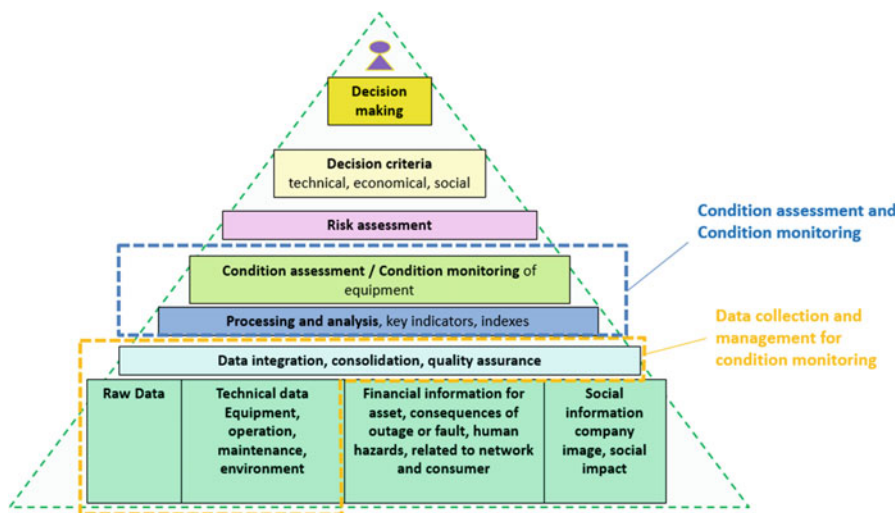 Decision
making
Decision criteria
technical, economical, social
Risk assessment
Condition assessment and
Condition monitoring
Condition assessment / Condition monitoring of
equipment
Processing and analysis, key indicators, indexes
Data collection and
management for
condition monitoring
Data integration, consolidation, quality assurance
Raw Data
Technical data
Equipment,
operation,
maintenance,
environment
Financial information for
asset, consequences of
outage or fault, human
hazards, related to network
and consumer
Social
information
company
image, social
impact